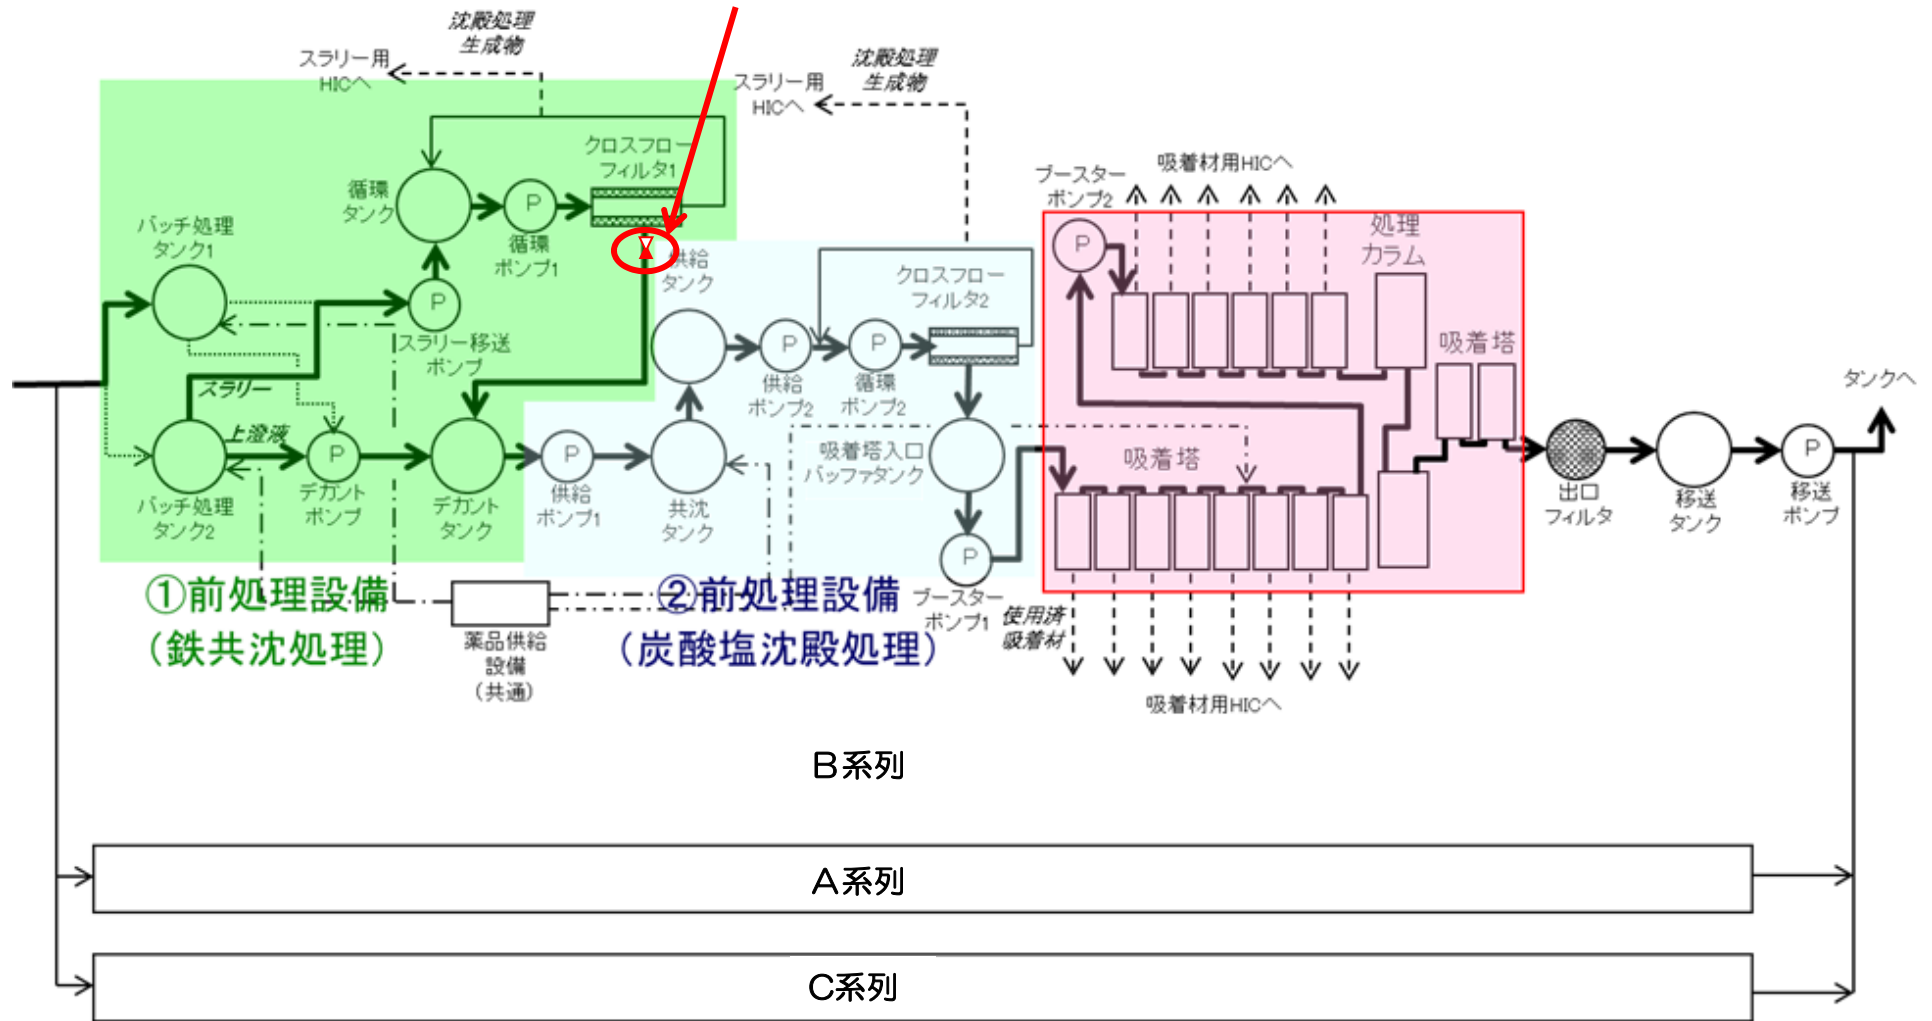 沈殿処理
生成物
スラリー用
HICへ
沈殿処理
生成物
スラリー用
HICへ
クロスフロー
フィルタ1
循環
タンク
P
循環
ポンプ1
バッチ処理
タンク1
P
スラリー移送
ポンプ
供給
タンク
クロスフロー
フィルタ2
P
供給
ポンプ2
P
循環
ポンプ2
ブースター
ポンプ2
P
吸着材用HICへ
処理
カラム
吸着塔
タンクへ
スラリー
上澄液
バッチ処理
タンク2
P
デカント
ポンプ
デカント
タンク
P
供給
ポンプ1
共沈
タンク
吸着塔入口
バッファタンク
P
ブースター
ポンプ1
吸着塔
使用済
吸着材
吸着材用HICへ
出口
フィルタ
移送
タンク
P
移送
ポンプ
①前処理設備
(鉄共沈処理)
薬品供給
設備
(共通)
②前処理設備
(炭酸塩沈殿処理)
B系列
A系列
C系列